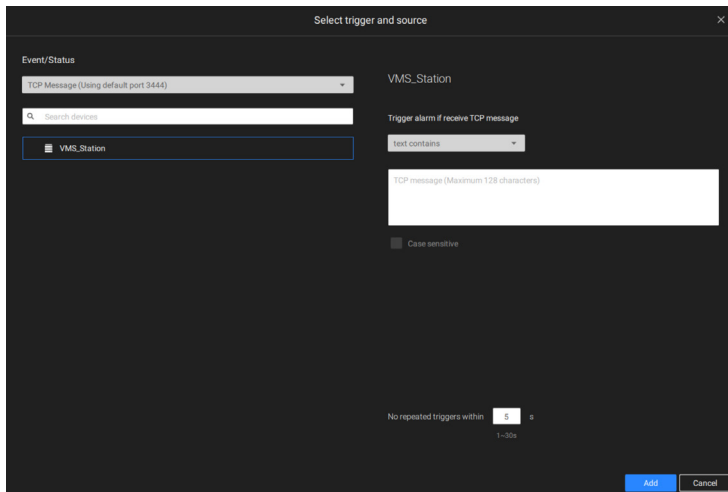 Select trigger and source
Event/Status
TCP Message (Using default port 3444)
Search devices
VMS_Station
VMS_Station
Trigger alarm if receive TCP message
text contains
TCP message (Maximum 128 characters)
Case sensitive
No repeated triggers within 5 s
1~30s
Add Cancel